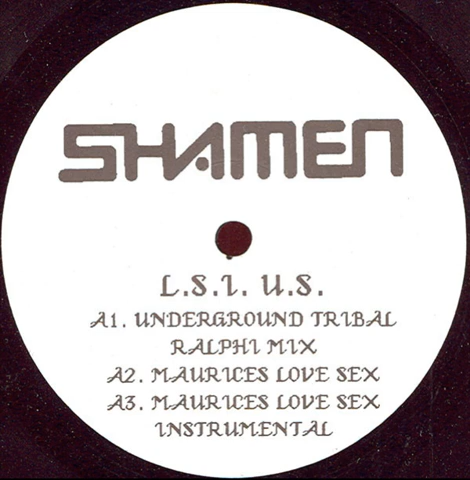 SHAMEN
L.S.I. U.S.
A1. UNDERGROUND TRIBAL
RALPHI MIX
A2. MAURICES LOVE SEX
A3. MAURICES LOVE SEX
INSTRUMENTAL